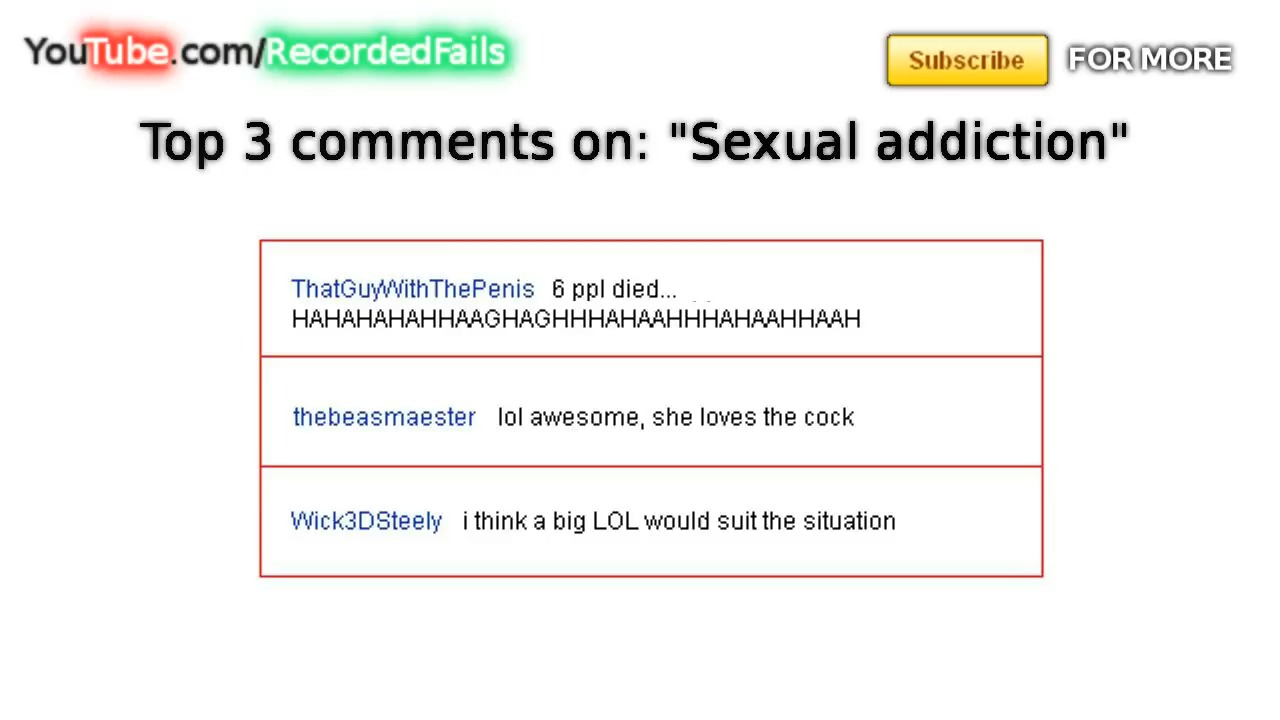 YouTube.com/RecordedFails
Subscribe FOR MORE
Top 3 comments on: "Sexual addiction"
ThatGuyWithThePenis 6 ppl died...
HAHAHAHAHHAAGHAGHHHAHAAHHHAHAAHHAAH
thebeasmaester lol awesome, she loves the cock
Wick3DSteely i think a big LOL would suit the situation